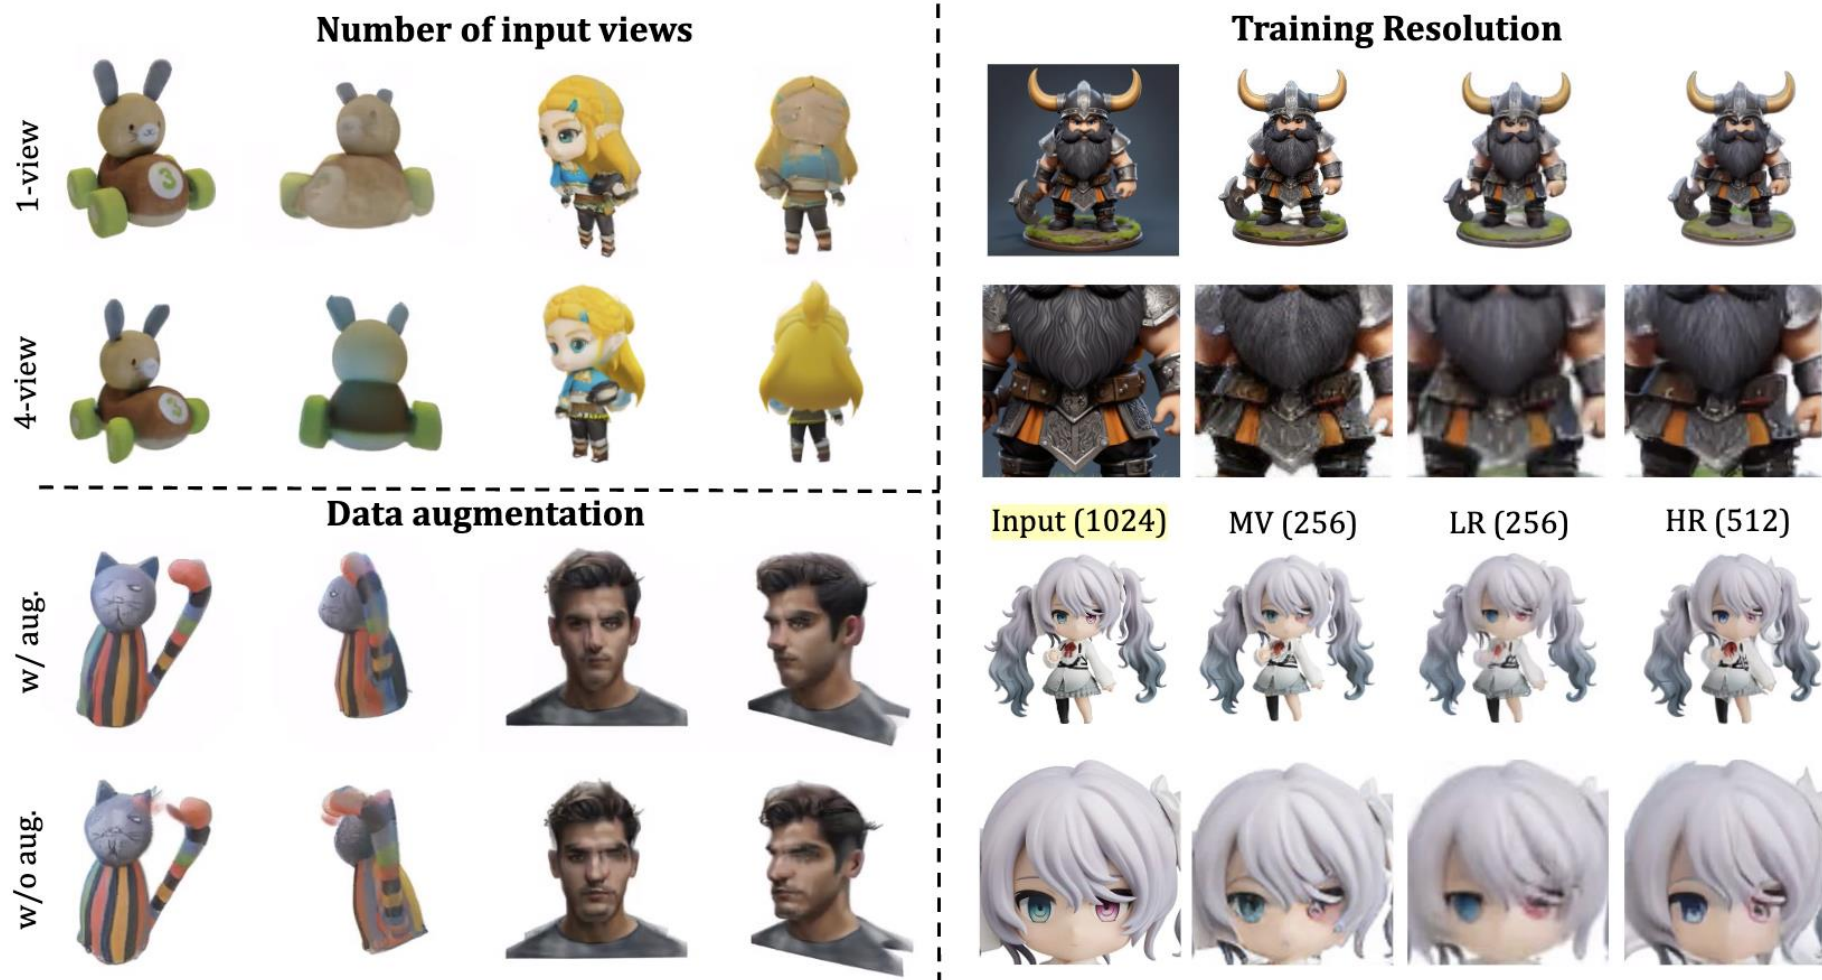 Number of input views
1-view
4-view
Data augmentation
w/ aug.
w/o aug.
Training Resolution
Input (1024)
MV (256)
LR (256)
HR (512)
3
3